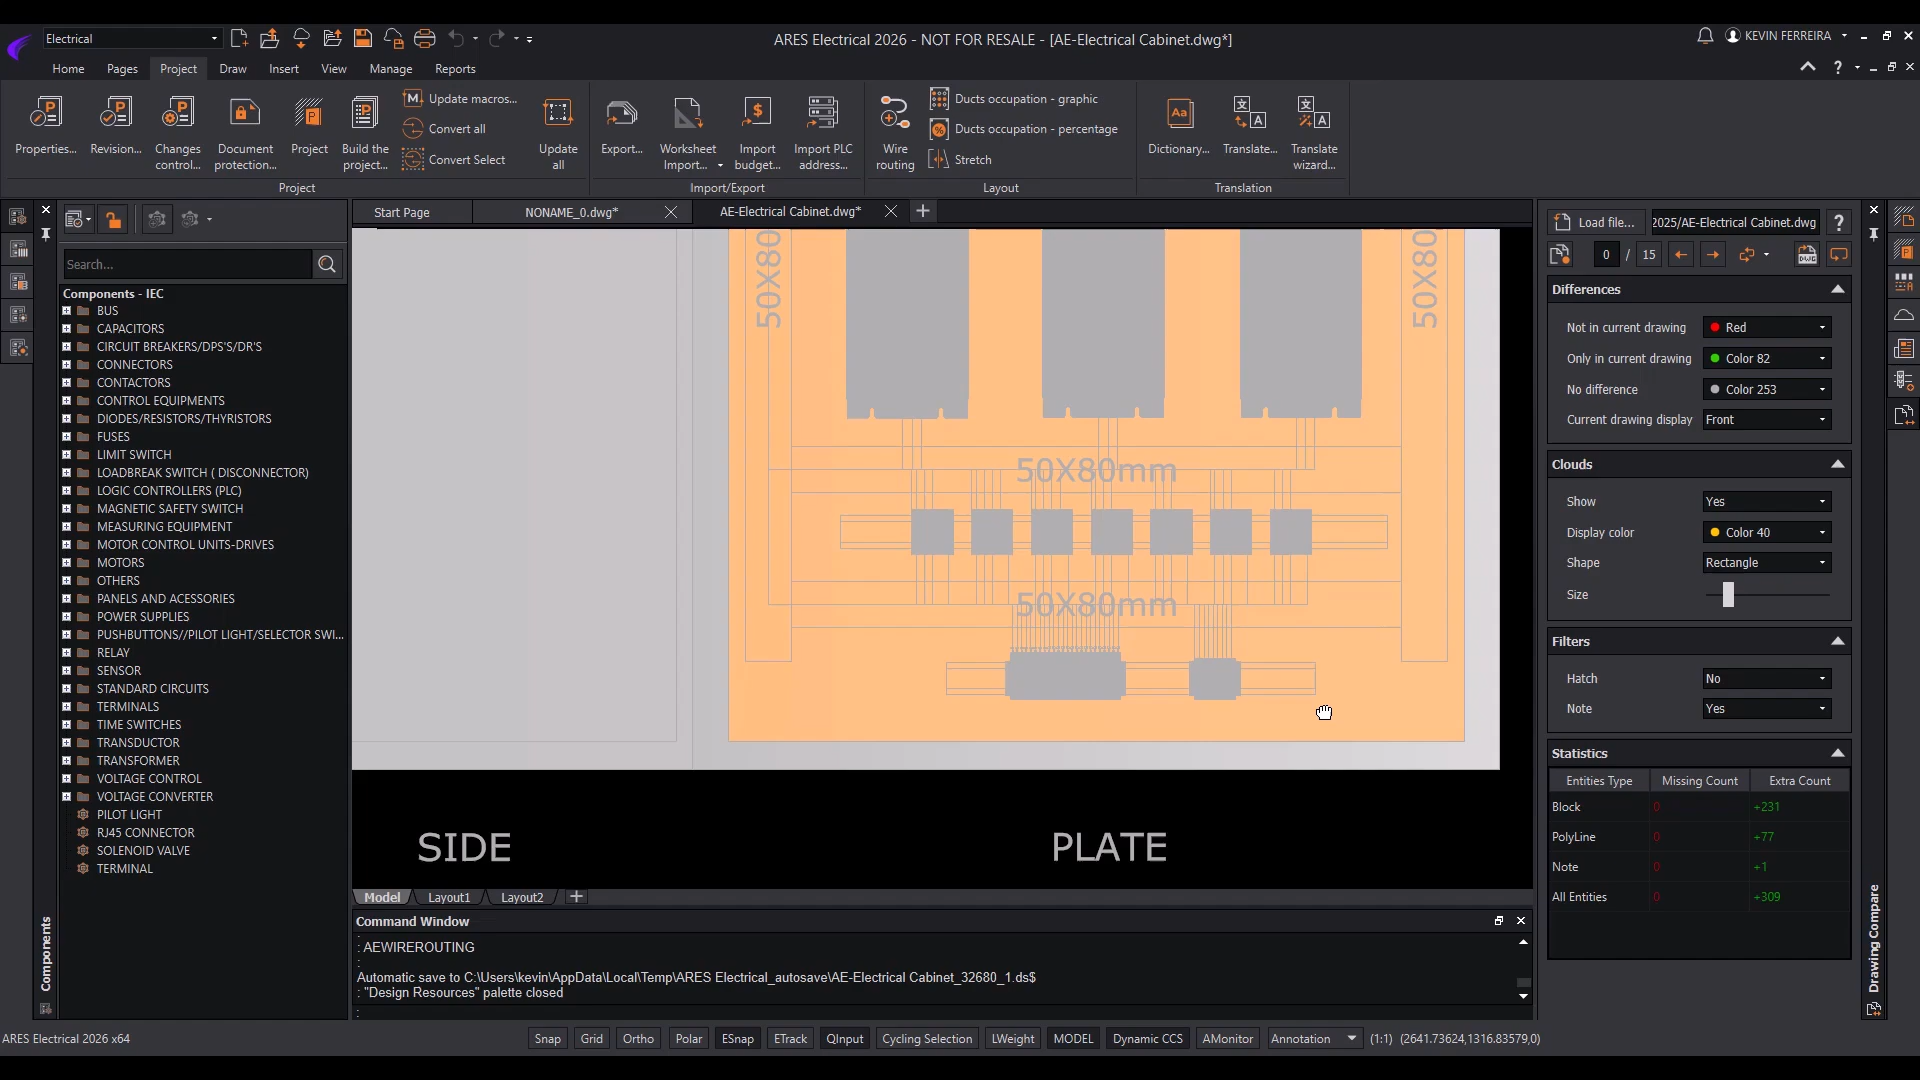 Electrical
ARES Electrical 2026 - NOT FOR RESALE - [AE-Electrical Cabinet.dwg*]
KEVIN FERREIRA
Home Pages Project Draw Insert View Manage Reports
Properties...
Revision...
Changes control...
Document protection...
Project
Build the project...
Update macros...
Convert all
Convert Select
Update all
Export...
Worksheet Import...
Import budget...
Import PLC address...
Wire routing
Ducts occupation - graphic
Ducts occupation - percentage
Stretch
Dictionary...
Translate...
Translate wizard...
Project
Import/Export
Layout
Translation
Start Page
NONAME_0.dwg*
AE-Electrical Cabinet.dwg*
Search...
Components - IEC
BUS
CAPACITORS
CIRCUIT BREAKERS/DPS'S/DR'S
CONNECTORS
CONTACTORS
CONTROL EQUIPMENTS
DIODES/RESISTORS/THYRISTORS
FUSES
LIMIT SWITCH
LOADBREAK SWITCH ( DISCONNECTOR)
LOGIC CONTROLLERS (PLC)
MAGNETIC SAFETY SWITCH
MEASURING EQUIPMENT
MOTOR CONTROL UNITS-DRIVES
MOTORS
OTHERS
PANELS AND ACESSORIES
POWER SUPPLIES
PUSHBUTTONS//PILOT LIGHT/SELECTOR SWI...
RELAY
SENSOR
STANDARD CIRCUITS
TERMINALS
TIME SWITCHES
TRANSDUCTOR
TRANSFORMER
VOLTAGE CONTROL
VOLTAGE CONVERTER
PILOT LIGHT
RJ45 CONNECTOR
SOLENOID VALVE
TERMINAL
Components
50X80
50X80
50X80mm
50X80mm
SIDE
PLATE
Model Layout1 Layout2
Command Window
: AEWIREROUTING
:
Automatic save to C:\Users\kevin\AppData\Local\Temp\ARES Electrical_autosave\AE-Electrical Cabinet_32680_1.ds$
: "Design Resources" palette closed
:
Load file... 2025/AE-Electrical Cabinet.dwg ?
0 / 15
Differences
Not in current drawing Red
Only in current drawing Color 82
No difference Color 253
Current drawing display Front
Clouds
Show Yes
Display color Color 40
Shape Rectangle
Size
Filters
Hatch No
Note Yes
Statistics
Entities Type Missing Count Extra Count
Block 0 +231
PolyLine 0 +77
Note 0 +1
All Entities 0 +309
Drawing Compare
ARES Electrical 2026 x64
Snap Grid Ortho Polar ESnap ETrack QInput Cycling Selection LWeight MODEL Dynamic CCS AMonitor Annotation (1:1) (2641.73624,1316.83579,0)